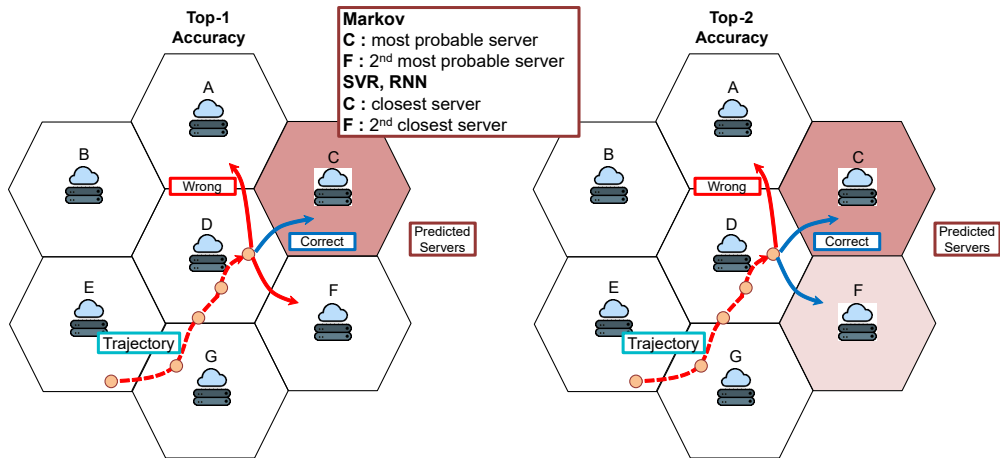 Top-1
Accuracy
A
B
C
Wrong
D
Correct
Predicted
Servers
E
F
Trajectory
G
Markov
C : most probable server
F : 2nd most probable server
SVR, RNN
C : closest server
F : 2nd closest server
Top-2
Accuracy
A
B
C
Wrong
D
Correct
Predicted
Servers
E
F
Trajectory
G